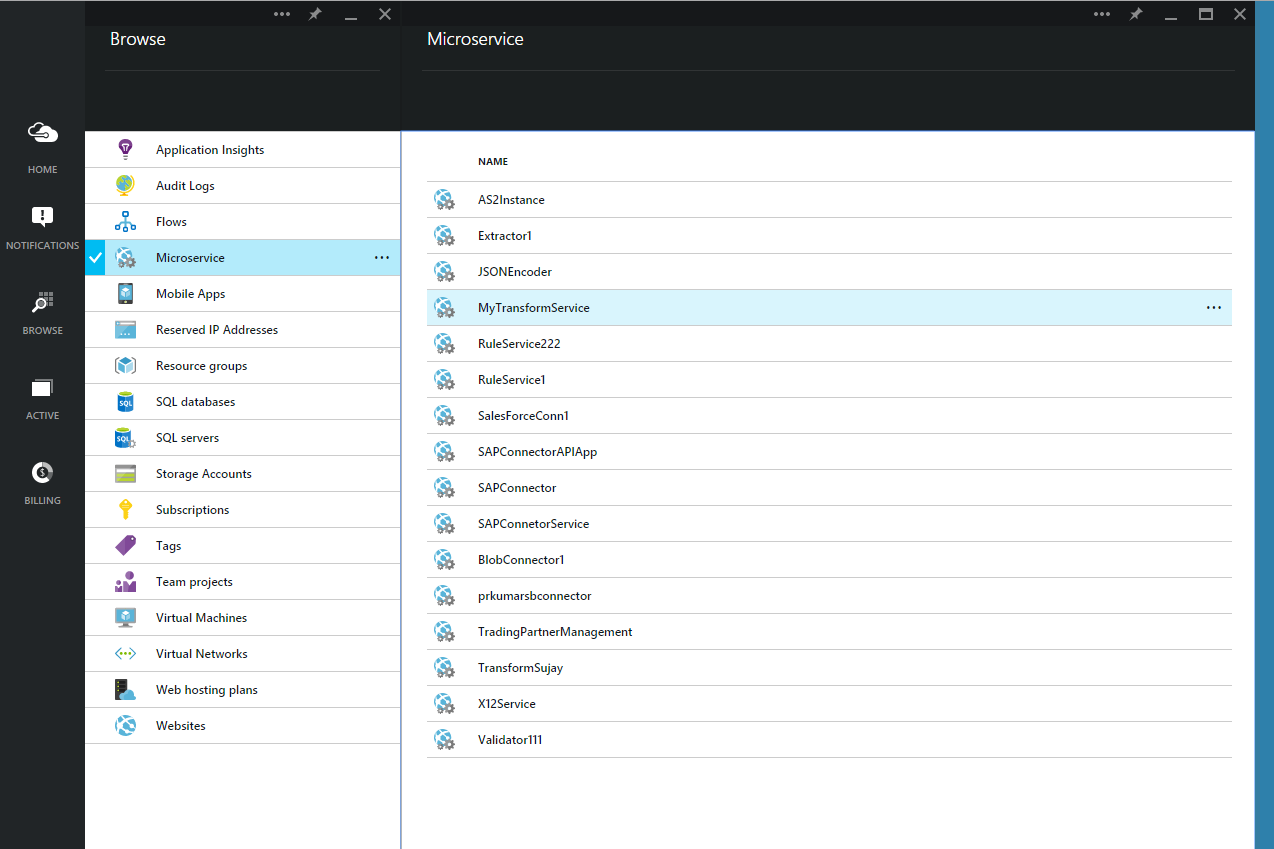 Browse
Microservice
HOME
NOTIFICATIONS
BROWSE
ACTIVE
BILLING
Application Insights
Audit Logs
Flows
Microservice
Mobile Apps
Reserved IP Addresses
Resource groups
SQL databases
SQL servers
Storage Accounts
Subscriptions
Tags
Team projects
Virtual Machines
Virtual Networks
Web hosting plans
Websites
NAME
AS2Instance
Extractor1
JSONEncoder
MyTransformService
RuleService222
RuleService1
SalesForceConn1
SAPConnectorAPIApp
SAPConnector
SAPConnetorService
BlobConnector1
prkumarsbconnector
TradingPartnerManagement
TransformSujay
X12Service
Validator111